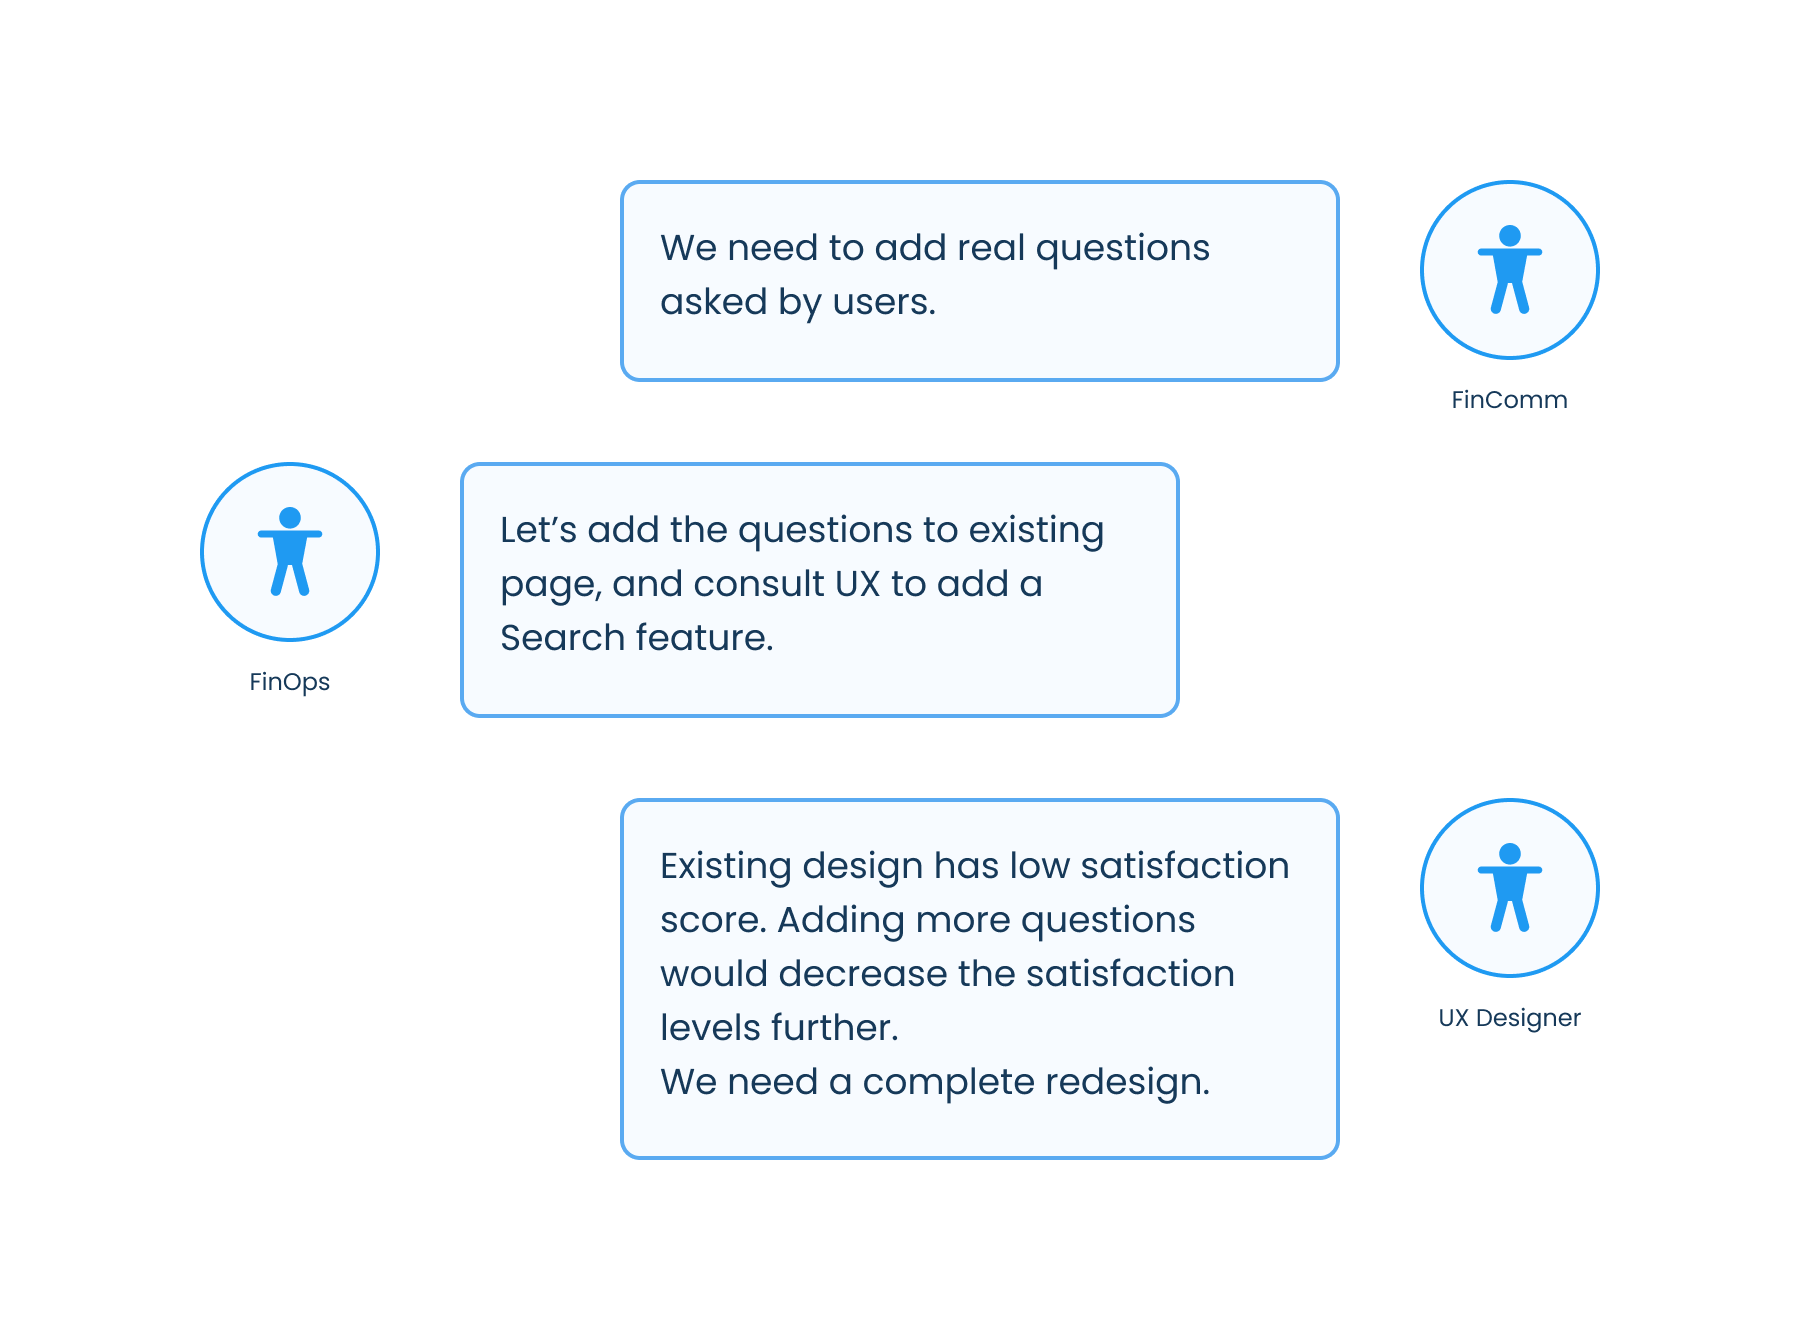 We need to add real questions
asked by users.
FinComm
Let’s add the questions to existing
page, and consult UX to add a
Search feature.
FinOps
Existing design has low satisfaction
score. Adding more questions
would decrease the satisfaction
levels further.
We need a complete redesign.
UX Designer